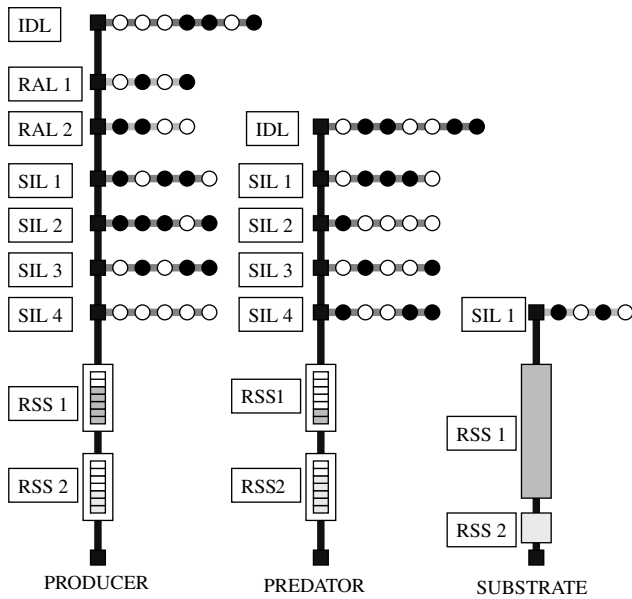 IDL
RAL 1
RAL 2
SIL 1
SIL 2
SIL 3
SIL 4
RSS 1
RSS 2
PRODUCER
IDL
SIL 1
SIL 2
SIL 3
SIL 4
RSS1
RSS2
PREDATOR
SIL 1
RSS 1
RSS 2
SUBSTRATE